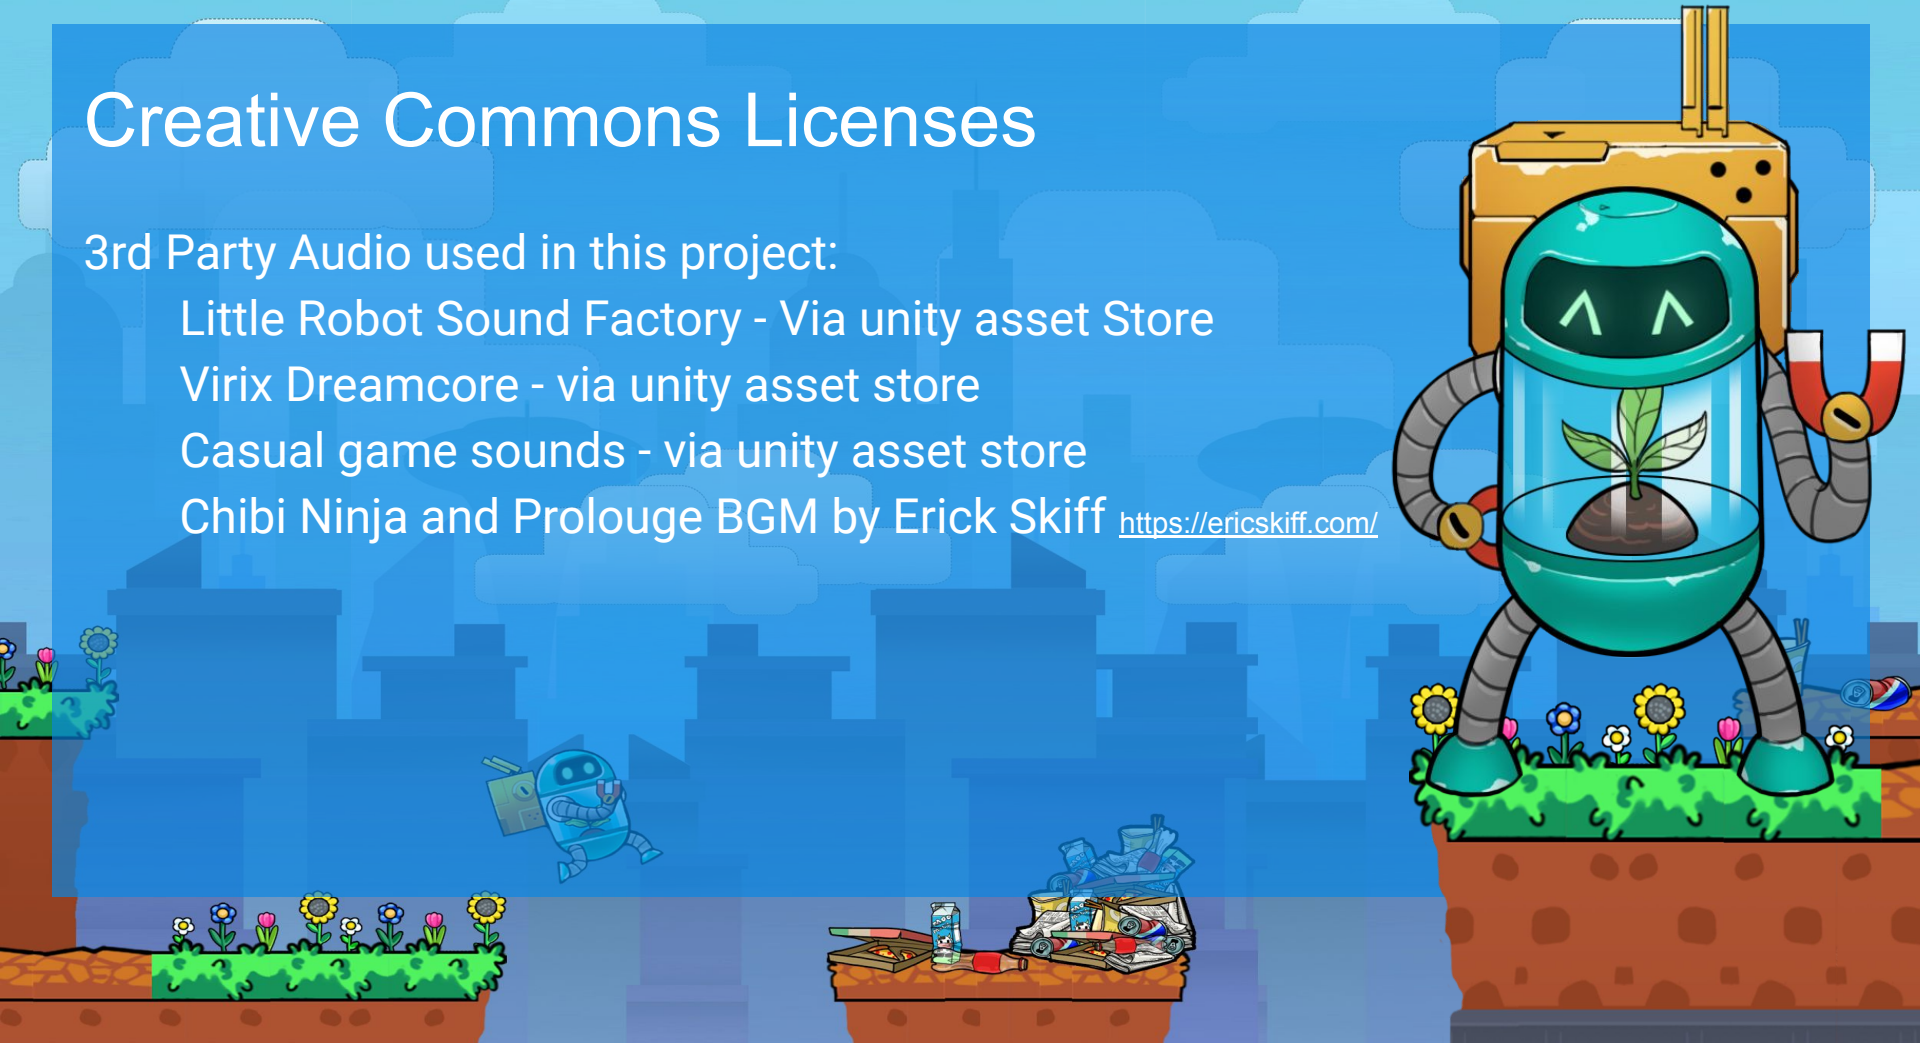 Creative Commons Licenses
3rd Party Audio used in this project:
Little Robot Sound Factory - Via unity asset Store
Virix Dreamcore - via unity asset store
Casual game sounds - via unity asset store
Chibi Ninja and Prolouge BGM by Erick Skiff https://ericskiff.com/